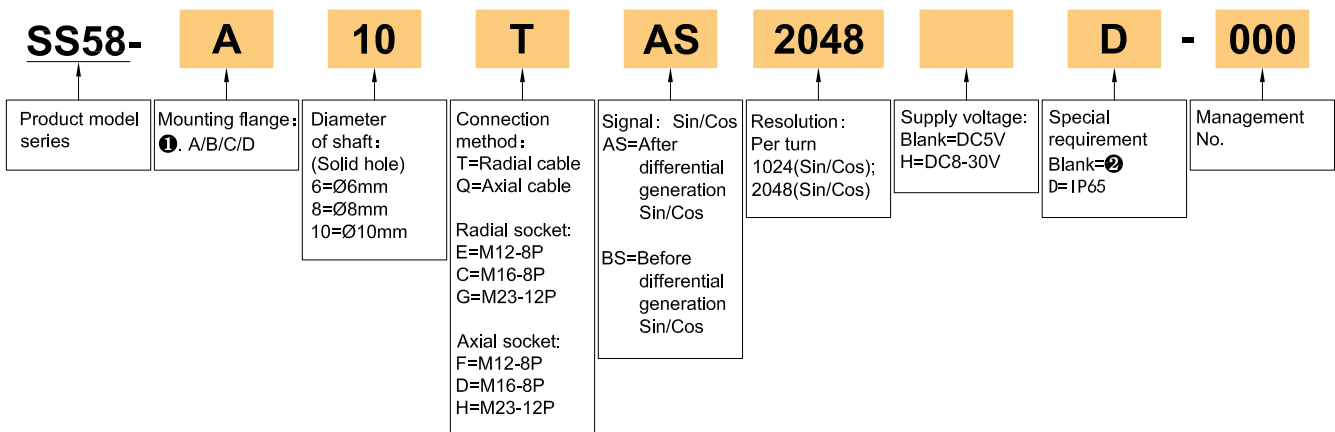 SS58- A 10 T AS 2048 D - 000
Product model
series
Mounting flange:
❶. A/B/C/D
Diameter
of shaft:
(Solid hole)
6=Ø6mm
8=Ø8mm
10=Ø10mm
Connection
method:
T=Radial cable
Q=Axial cable
Radial socket:
E=M12-8P
C=M16-8P
G=M23-12P
Axial socket:
F=M12-8P
D=M16-8P
H=M23-12P
Signal: Sin/Cos
AS=After
differential
generation
Sin/Cos
BS=Before
differential
generation
Sin/Cos
Resolution:
Per turn
1024(Sin/Cos);
2048(Sin/Cos)
Supply voltage:
Blank=DC5V
H=DC8-30V
Special
requirement
Blank=❷
D=IP65
Management
No.